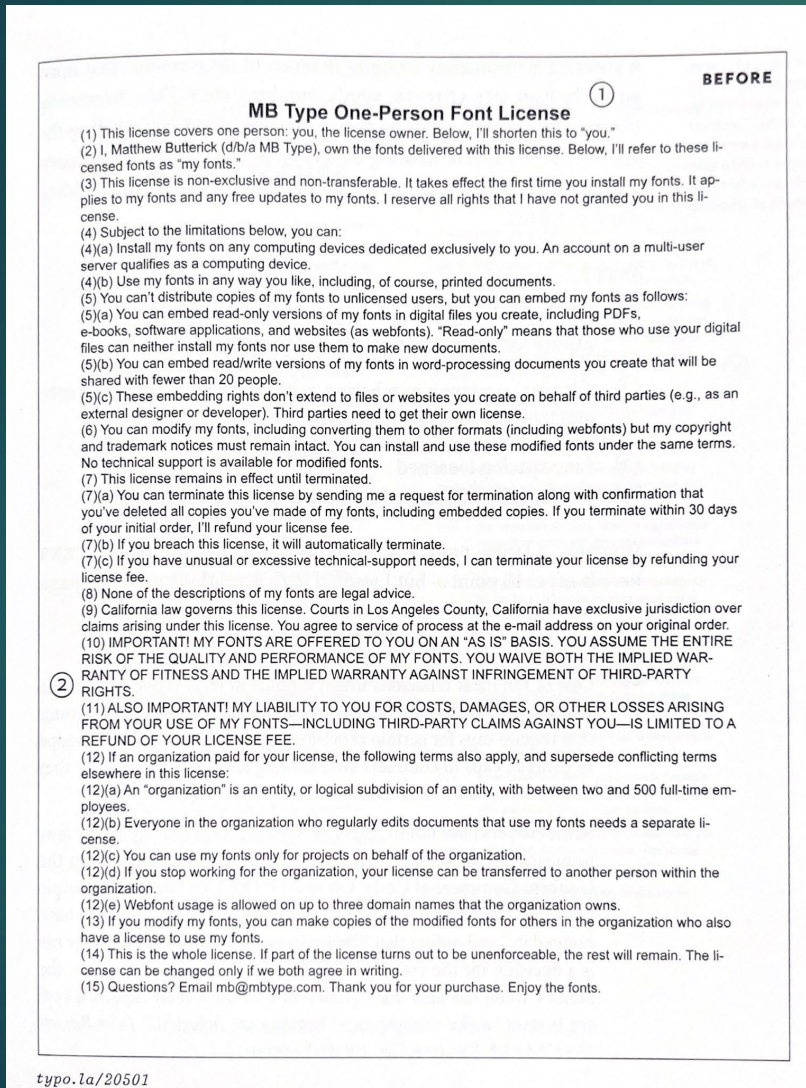 BEFORE
①
MB Type One-Person Font License
(1) This license covers one person: you, the license owner. Below, I'll shorten this to “you.”
(2) I, Matthew Butterick (d/b/a MB Type), own the fonts delivered with this license. Below, I'll refer to these li-
censed fonts as “my fonts.”
(3) This license is non-exclusive and non-transferable. It takes effect the first time you install my fonts. It ap-
plies to my fonts and any free updates to my fonts. I reserve all rights that I have not granted you in this li-
cense.
(4) Subject to the limitations below, you can:
(4)(a) Install my fonts on any computing devices dedicated exclusively to you. An account on a multi-user
server qualifies as a computing device.
(4)(b) Use my fonts in any way you like, including, of course, printed documents.
(5) You can't distribute copies of my fonts to unlicensed users, but you can embed my fonts as follows:
(5)(a) You can embed read-only versions of my fonts in digital files you create, including PDFs,
e-books, software applications, and websites (as webfonts). “Read-only” means that those who use your digital
files can neither install my fonts nor use them to make new documents.
(5)(b) You can embed read/write versions of my fonts in word-processing documents you create that will be
shared with fewer than 20 people.
(5)(c) These embedding rights don't extend to files or websites you create on behalf of third parties (e.g., as an
external designer or developer). Third parties need to get their own license.
(6) You can modify my fonts, including converting them to other formats (including webfonts) but my copyright
and trademark notices must remain intact. You can install and use these modified fonts under the same terms.
No technical support is available for modified fonts.
(7) This license remains in effect until terminated.
(7)(a) You can terminate this license by sending me a request for termination along with confirmation that
you've deleted all copies you've made of my fonts, including embedded copies. If you terminate within 30 days
of your initial order, I'll refund your license fee.
(7)(b) If you breach this license, it will automatically terminate.
(7)(c) If you have unusual or excessive technical-support needs, I can terminate your license by refunding your
license fee.
(8) None of the descriptions of my fonts are legal advice.
(9) California law governs this license. Courts in Los Angeles County, California have exclusive jurisdiction over
claims arising under this license. You agree to service of process at the e-mail address on your original order.
(10) IMPORTANT! MY FONTS ARE OFFERED TO YOU ON AN “AS IS” BASIS. YOU ASSUME THE ENTIRE
RISK OF THE QUALITY AND PERFORMANCE OF MY FONTS. YOU WAIVE BOTH THE IMPLIED WAR-
② RANTY OF FITNESS AND THE IMPLIED WARRANTY AGAINST INFRINGEMENT OF THIRD-PARTY
RIGHTS.
(11) ALSO IMPORTANT! MY LIABILITY TO YOU FOR COSTS, DAMAGES, OR OTHER LOSSES ARISING
FROM YOUR USE OF MY FONTS—INCLUDING THIRD-PARTY CLAIMS AGAINST YOU—IS LIMITED TO A
REFUND OF YOUR LICENSE FEE.
(12) If an organization paid for your license, the following terms also apply, and supersede conflicting terms
elsewhere in this license:
(12)(a) An “organization” is an entity, or logical subdivision of an entity, with between two and 500 full-time em-
ployees.
(12)(b) Everyone in the organization who regularly edits documents that use my fonts needs a separate li-
cense.
(12)(c) You can use my fonts only for projects on behalf of the organization.
(12)(d) If you stop working for the organization, your license can be transferred to another person within the
organization.
(12)(e) Webfont usage is allowed on up to three domain names that the organization owns.
(13) If you modify my fonts, you can make copies of the modified fonts for others in the organization who also
have a license to use my fonts.
(14) This is the whole license. If part of the license turns out to be unenforceable, the rest will remain. The li-
cense can be changed only if we both agree in writing.
(15) Questions? Email mb@mbtype.com. Thank you for your purchase. Enjoy the fonts.
typo.la/20501